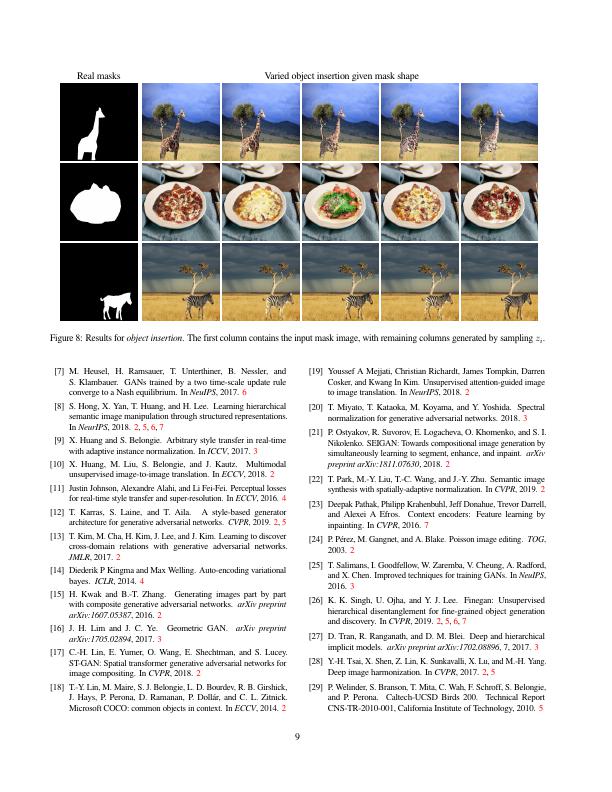 Real masks
Varied object insertion given mask shape
Figure 8: Results for object insertion. The first column contains the input mask image, with remaining columns generated by sampling z_i.
[7] M. Heusel, H. Ramsauer, T. Unterthiner, B. Nessler, and
S. Klambauer. GANs trained by a two time-scale update rule
converge to a Nash equilibrium. In NeurIPS, 2017. 6
[8] S. Hong, X. Yan, T. Huang, and H. Lee. Learning hierarchical
semantic image manipulation through structured representations.
In NeurIPS, 2018. 2, 5, 6, 7
[9] X. Huang and S. Belongie. Arbitrary style transfer in real-time
with adaptive instance normalization. In ICCV, 2017. 3
[10] X. Huang, M. Liu, S. Belongie, and J. Kautz. Multimodal
unsupervised image-to-image translation. In ECCV, 2018. 2
[11] Justin Johnson, Alexandre Alahi, and Li Fei-Fei. Perceptual losses
for real-time style transfer and super-resolution. In ECCV, 2016. 4
[12] T. Karras, S. Laine, and T. Aila. A style-based generator
architecture for generative adversarial networks. CVPR, 2019. 2, 5
[13] T. Kim, M. Cha, H. Kim, J. Lee, and J. Kim. Learning to discover
cross-domain relations with generative adversarial networks.
JMLR, 2017. 2
[14] Diederik P Kingma and Max Welling. Auto-encoding variational
bayes. ICLR, 2014. 4
[15] H. Kwak and B.-T. Zhang. Generating images part by part
with composite generative adversarial networks. arXiv preprint
arXiv:1607.05387, 2016. 2
[16] J. H. Lim and J. C. Ye. Geometric GAN. arXiv preprint
arXiv:1705.02894, 2017. 3
[17] C.-H. Lin, E. Yumer, O. Wang, E. Shechtman, and S. Lucey.
ST-GAN: Spatial transformer generative adversarial networks for
image compositing. In CVPR, 2018. 2
[18] T.-Y. Lin, M. Maire, S. J. Belongie, L. D. Bourdev, R. B. Girshick,
J. Hays, P. Perona, D. Ramanan, P. Dollár, and C. L. Zitnick.
Microsoft COCO: common objects in context. In ECCV, 2014. 2
[19] Youssef A Mejjati, Christian Richardt, James Tompkin, Darren
Cosker, and Kwang In Kim. Unsupervised attention-guided image
to image translation. In NeurIPS, 2018. 2
[20] T. Miyato, T. Kataoka, M. Koyama, and Y. Yoshida. Spectral
normalization for generative adversarial networks. 2018. 3
[21] P. Ostyakov, R. Suvorov, E. Logacheva, O. Khomenko, and S. I.
Nikolenko. SEIGAN: Towards compositional image generation by
simultaneously learning to segment, enhance, and inpaint. arXiv
preprint arXiv:1811.07630, 2018. 2
[22] T. Park, M.-Y. Liu, T.-C. Wang, and J.-Y. Zhu. Semantic image
synthesis with spatially-adaptive normalization. In CVPR, 2019. 2
[23] Deepak Pathak, Philipp Krahenbuhl, Jeff Donahue, Trevor Darrell,
and Alexei A Efros. Context encoders: Feature learning by
inpainting. In CVPR, 2016. 7
[24] P. Pérez, M. Gangnet, and A. Blake. Poisson image editing. TOG,
2003. 2
[25] T. Salimans, I. Goodfellow, W. Zaremba, V. Cheung, A. Radford,
and X. Chen. Improved techniques for training GANs. In NeurIPS,
2016. 3
[26] K. K. Singh, U. Ojha, and Y. J. Lee. Finegan: Unsupervised
hierarchical disentanglement for fine-grained object generation
and discovery. In CVPR, 2019. 2, 5, 6, 7
[27] D. Tran, R. Ranganath, and D. M. Blei. Deep and hierarchical
implicit models. arXiv preprint arXiv:1702.08896, 7, 2017. 3
[28] Y.-H. Tsai, X. Shen, Z. Lin, K. Sunkavalli, X. Lu, and M.-H. Yang.
Deep image harmonization. In CVPR, 2017. 2, 5
[29] P. Welinder, S. Branson, T. Mita, C. Wah, F. Schroff, S. Belongie,
and P. Perona. Caltech-UCSD Birds 200. Technical Report
CNS-TR-2010-001, California Institute of Technology, 2010. 5
9